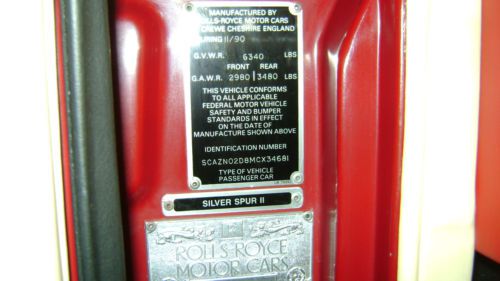 MANUFACTURED BY
ROLLS-ROYCE MOTOR CARS
CREWE CHESHIRE ENGLAND
DURING 11/90
G.V.W.R. 6340 LBS
FRONT REAR
G.A.W.R. 2980 3480 LBS
THIS VEHICLE CONFORMS
TO ALL APPLICABLE
FEDERAL MOTOR VEHICLE
SAFETY AND BUMPER
STANDARDS IN EFFECT
ON THE DATE OF
MANUFACTURE SHOWN ABOVE
IDENTIFICATION NUMBER
SCAZN02D8MCX34681
TYPE OF VEHICLE
PASSENGER CAR
SILVER SPUR II
ROLLS-ROYCE
MOTOR CARS